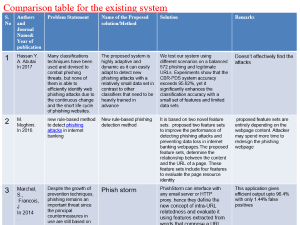 Comparison table for the existing system
S. No
Authors and Journal Name& Year of publication
Problem Statement
Name of the Proposed solution/Method
Solution
Remarks
1
Hassan Y. A. Abutai
In 2017
Many classifications techniques have been used and devised to combat phishing threats, but none of them is able to efficiently identify web phishing attacks due to the continuous change and the short life cycle of phishing websites.
The proposed system is highly adaptive and dynamic as it can easily adapt to detect new phishing attacks with a relatively small data set in contrast to other classifiers that need to be heavily trained in advance
We test our system using different scenarios on a balanced 572 phishing and legitimate URLs. Experiments show that the CBR-PDS system accuracy exceeds 95.62%, yet it significantly enhances the classification accuracy with a small set of features and limited data sets.
Doesn't effectively find the attacks
2
M. Moghimi,
In 2016
new rule-based method to detect phishing attacks in internet banking
New rule-based phishing detection method
It is based on two novel feature sets . proposed two feature sets to improve the performance of detecting phishing attacks and preventing data loss in internet banking webpages.The proposed feature sets, determine the relationship between the content and the URL of a page. These feature sets include four features to evaluate the page resource identity
proposed feature sets are entirely dependent on the webpage content. Attacker may spend more time to redesign the phishing webpage
3
Marchal, S., Francois, J
In 2014
Despite the growth of prevention techniques, phishing remains an important threat since the principal countermeasures in use are still based on
Phish storm
PhishStorm can interface with any email server or HTTP proxy. hence they define the new concept of intra-URL relatedness and evaluate it using features extracted from words that compose a URL
This application gives efficient output upto 96.4% with only 1.44% false positives